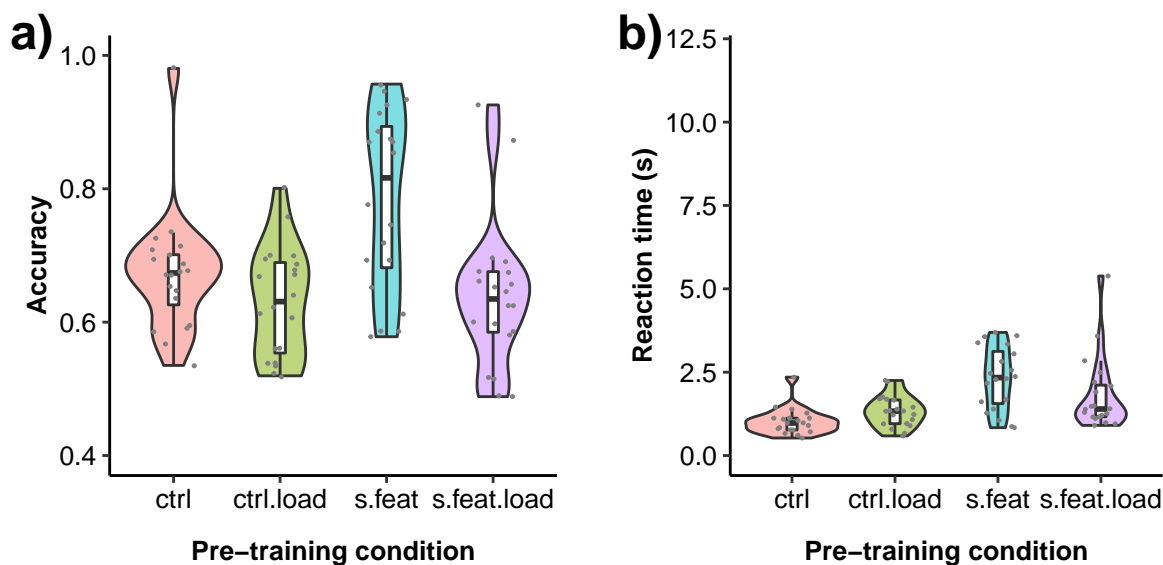 a)
Accuracy
1.0
0.8
0.6
0.4
ctrl
ctrl.load
s.feat
s.feat.load
Pre−training condition
b)
Reaction time (s)
12.5
10.0
7.5
5.0
2.5
0.0
ctrl
ctrl.load
s.feat
s.feat.load
Pre−training condition